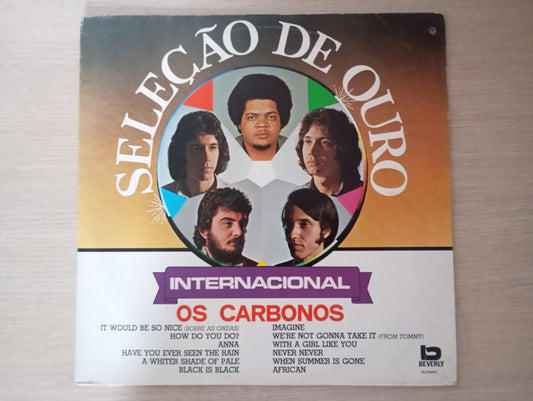 SELEÇÃO DE OURO
INTERNACIONAL
OS CARBONOS
IT WOULD BE SO NICE (SOBRE AS ONDAS)
HOW DO YOU DO?
ANNA
HAVE YOU EVER SEEN THE RAIN
A WHITER SHADE OF PALE
BLACK IS BLACK
IMAGINE
WE'RE NOT GONNA TAKE IT (FROM TOMMY)
WITH A GIRL LIKE YOU
NEVER NEVER
WHEN SUMMER IS GONE
AFRICAN
b
BEVERLY